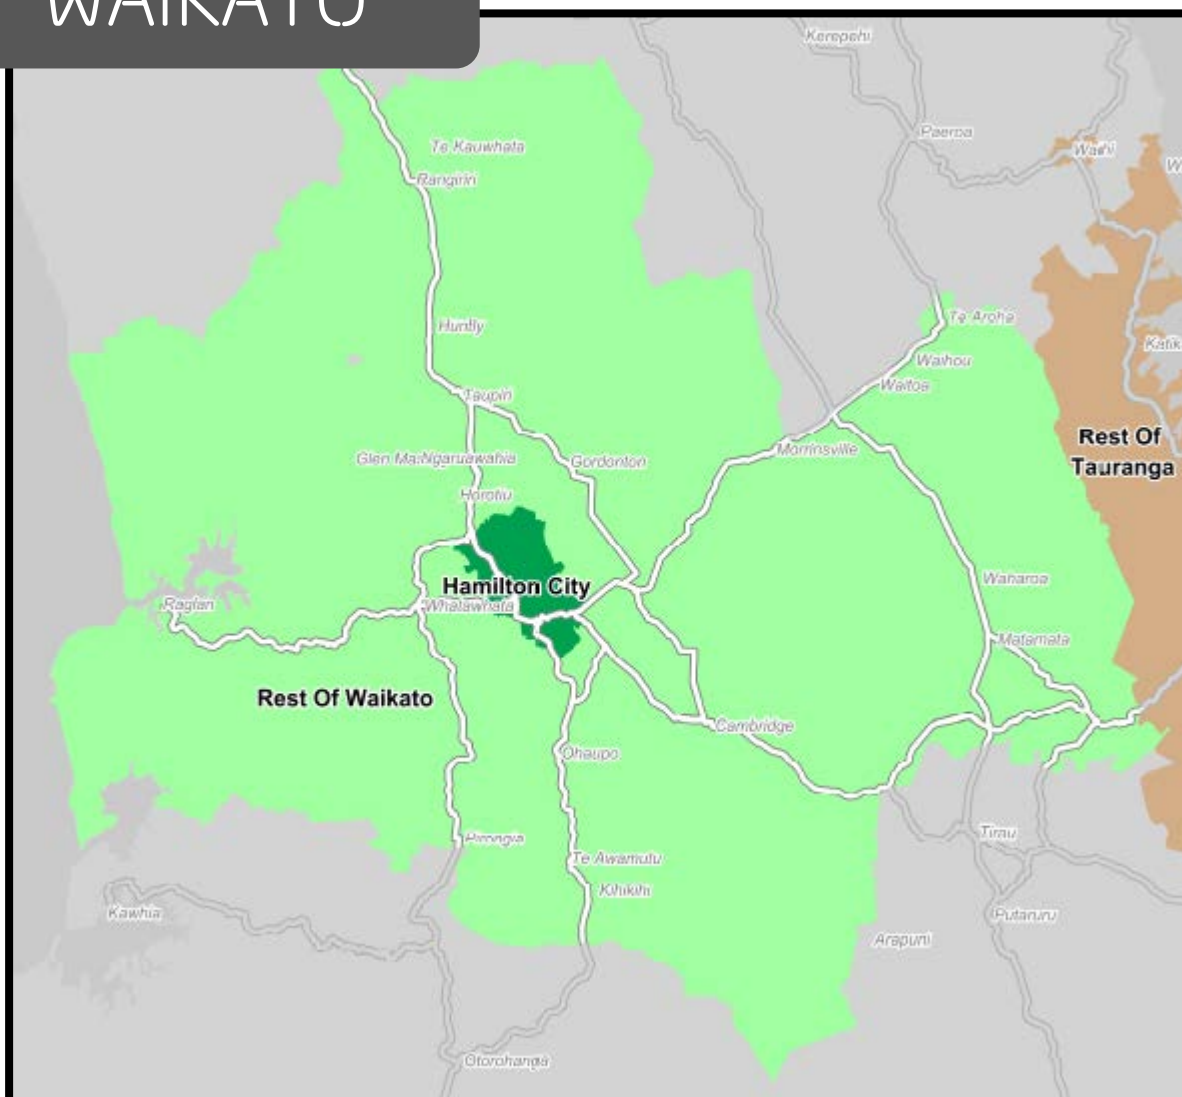 WAIKATO
Kerepehi
Paeroa
Waihi
W
Te Kauwhata
Rangiriri
Te Aroha
Huntly
Katik
Waihou
Waitoa
Taupiri
Rest Of
Tauranga
Morrinsville
Glen Ma
Ngaruawahia
Gordonton
Horotiu
Waharoa
Hamilton City
Whatawhata
Raglan
Matamata
Rest Of Waikato
Cambridge
Ohaupo
Tirau
Pirongia
Te Awamutu
Kihikihi
Kawhia
Putaruru
Arapuni
Otorohanga